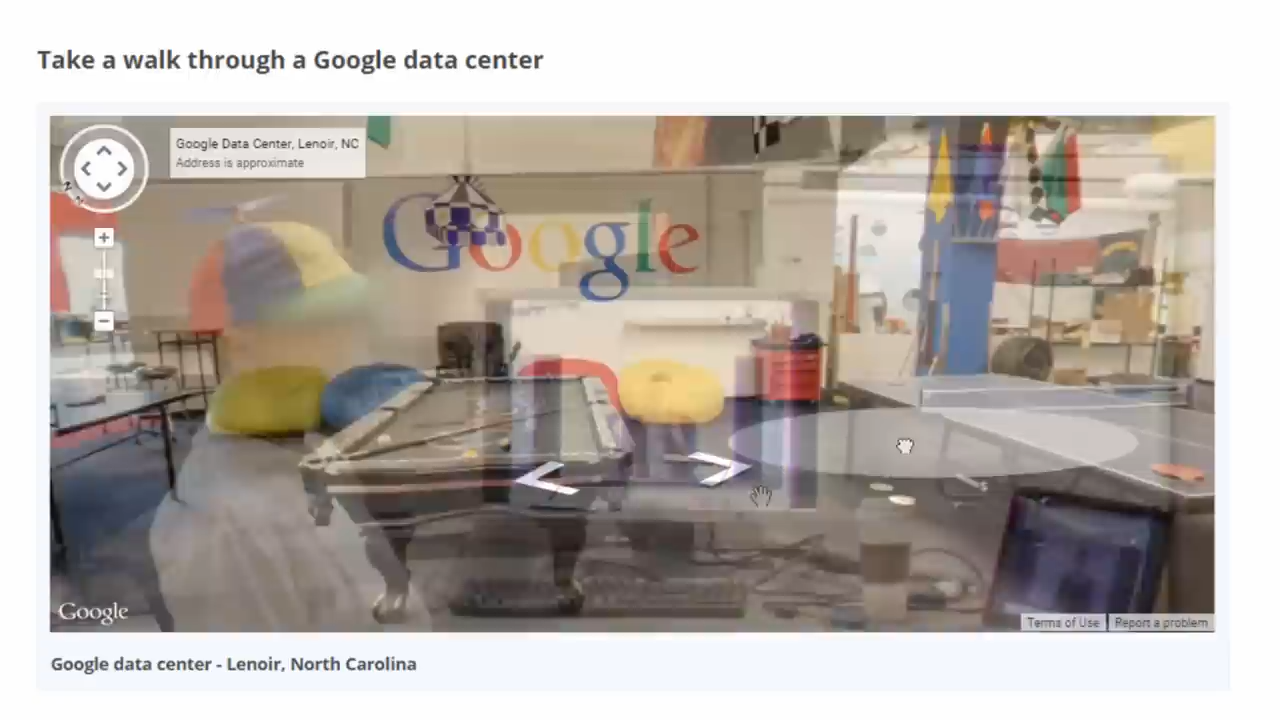 Take a walk through a Google data center
Google Data Center, Lenoir, NC
Address is approximate
Google
Google
Terms of Use
Report a problem
Google data center - Lenoir, North Carolina